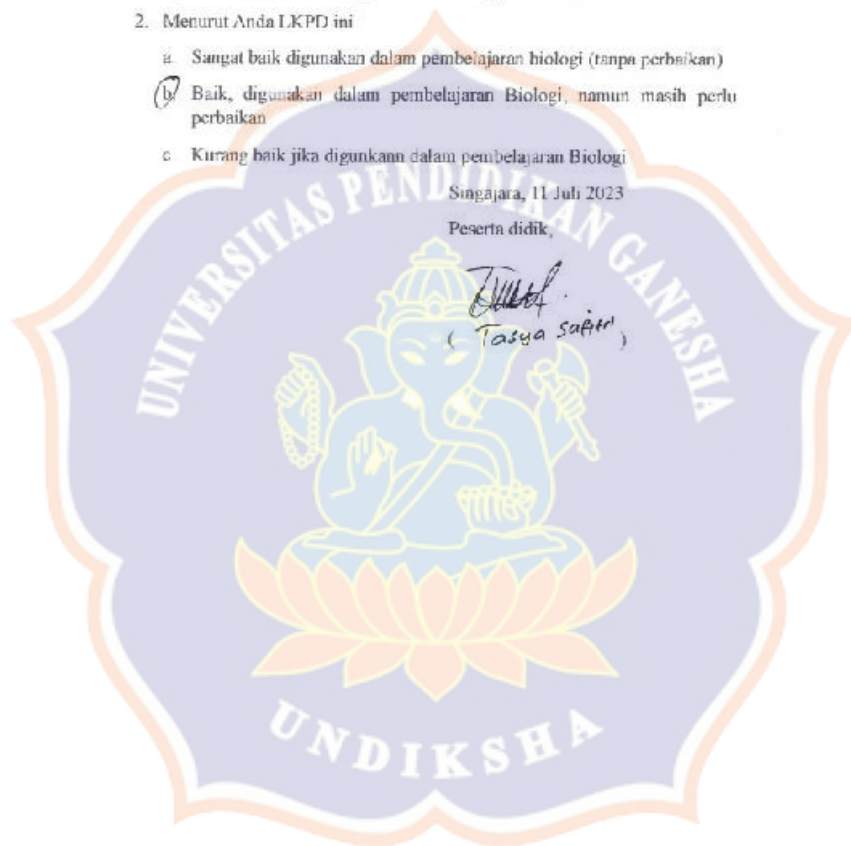 2. Menurut Anda LKPD ini
a. Sangat baik digunakan dalam pembelajaran biologi (tanpa perbaikan)
b. Baik, digunakan dalam pembelajaran Biologi, namun masih perlu
perbaikan
c. Kurang baik jika digunkann dalam pembelajaran Biologi
Singajara, 11 Juli 2023
Peserta didik,
( Tasya Safitri )
UNIVERSITAS PENDIDIKAN GANESHA
UNDIKSHA